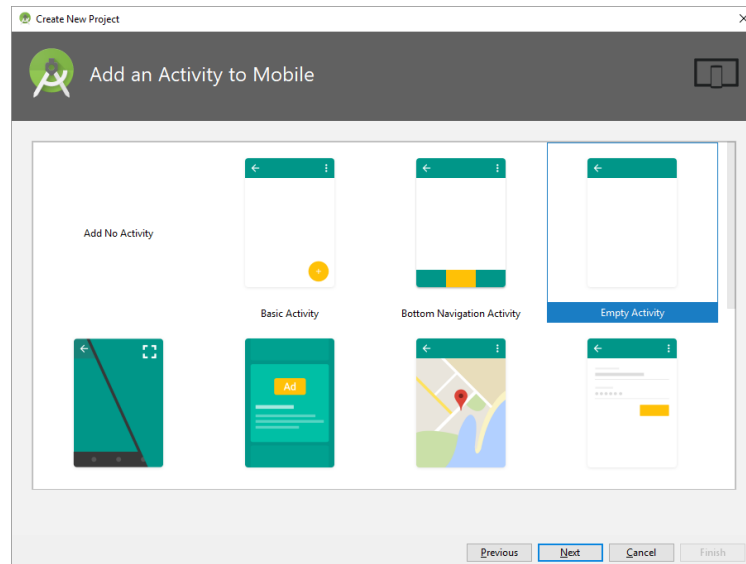 Create New Project
Add an Activity to Mobile
Add No Activity
Basic Activity
Bottom Navigation Activity
Empty Activity
Ad
Previous
Next
Cancel
Finish